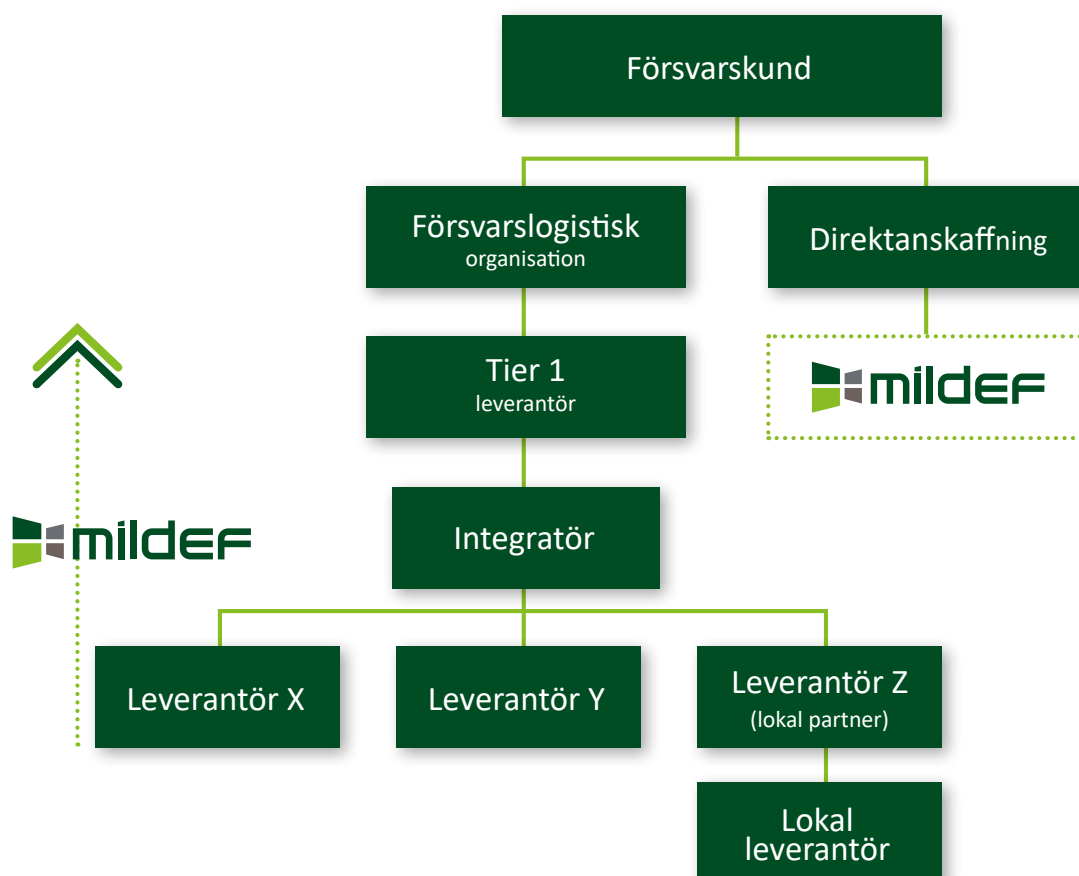 Försvarskund
Försvarslogistisk
organisation
Direktanskaffning
Tier 1
leverantör
mildef
mildef
Integratör
Leverantör X
Leverantör Y
Leverantör Z
(lokal partner)
Lokal
leverantör